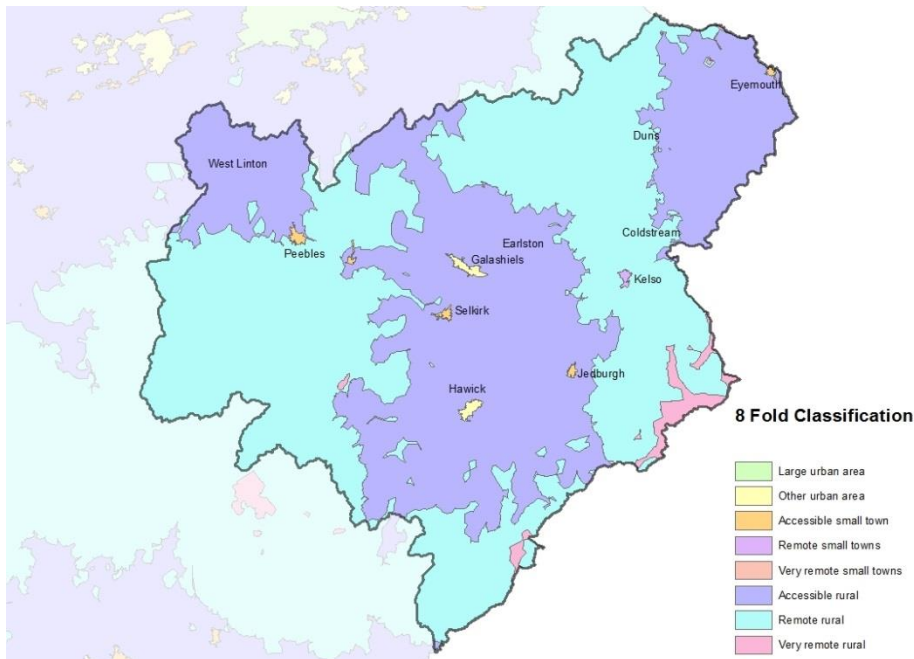 Eyemouth
Duns
West Linton
Coldstream
Earlston
Peebles
Galashiels
Kelso
Selkirk
Jedburgh
Hawick
8 Fold Classification
Large urban area
Other urban area
Accessible small town
Remote small towns
Very remote small towns
Accessible rural
Remote rural
Very remote rural